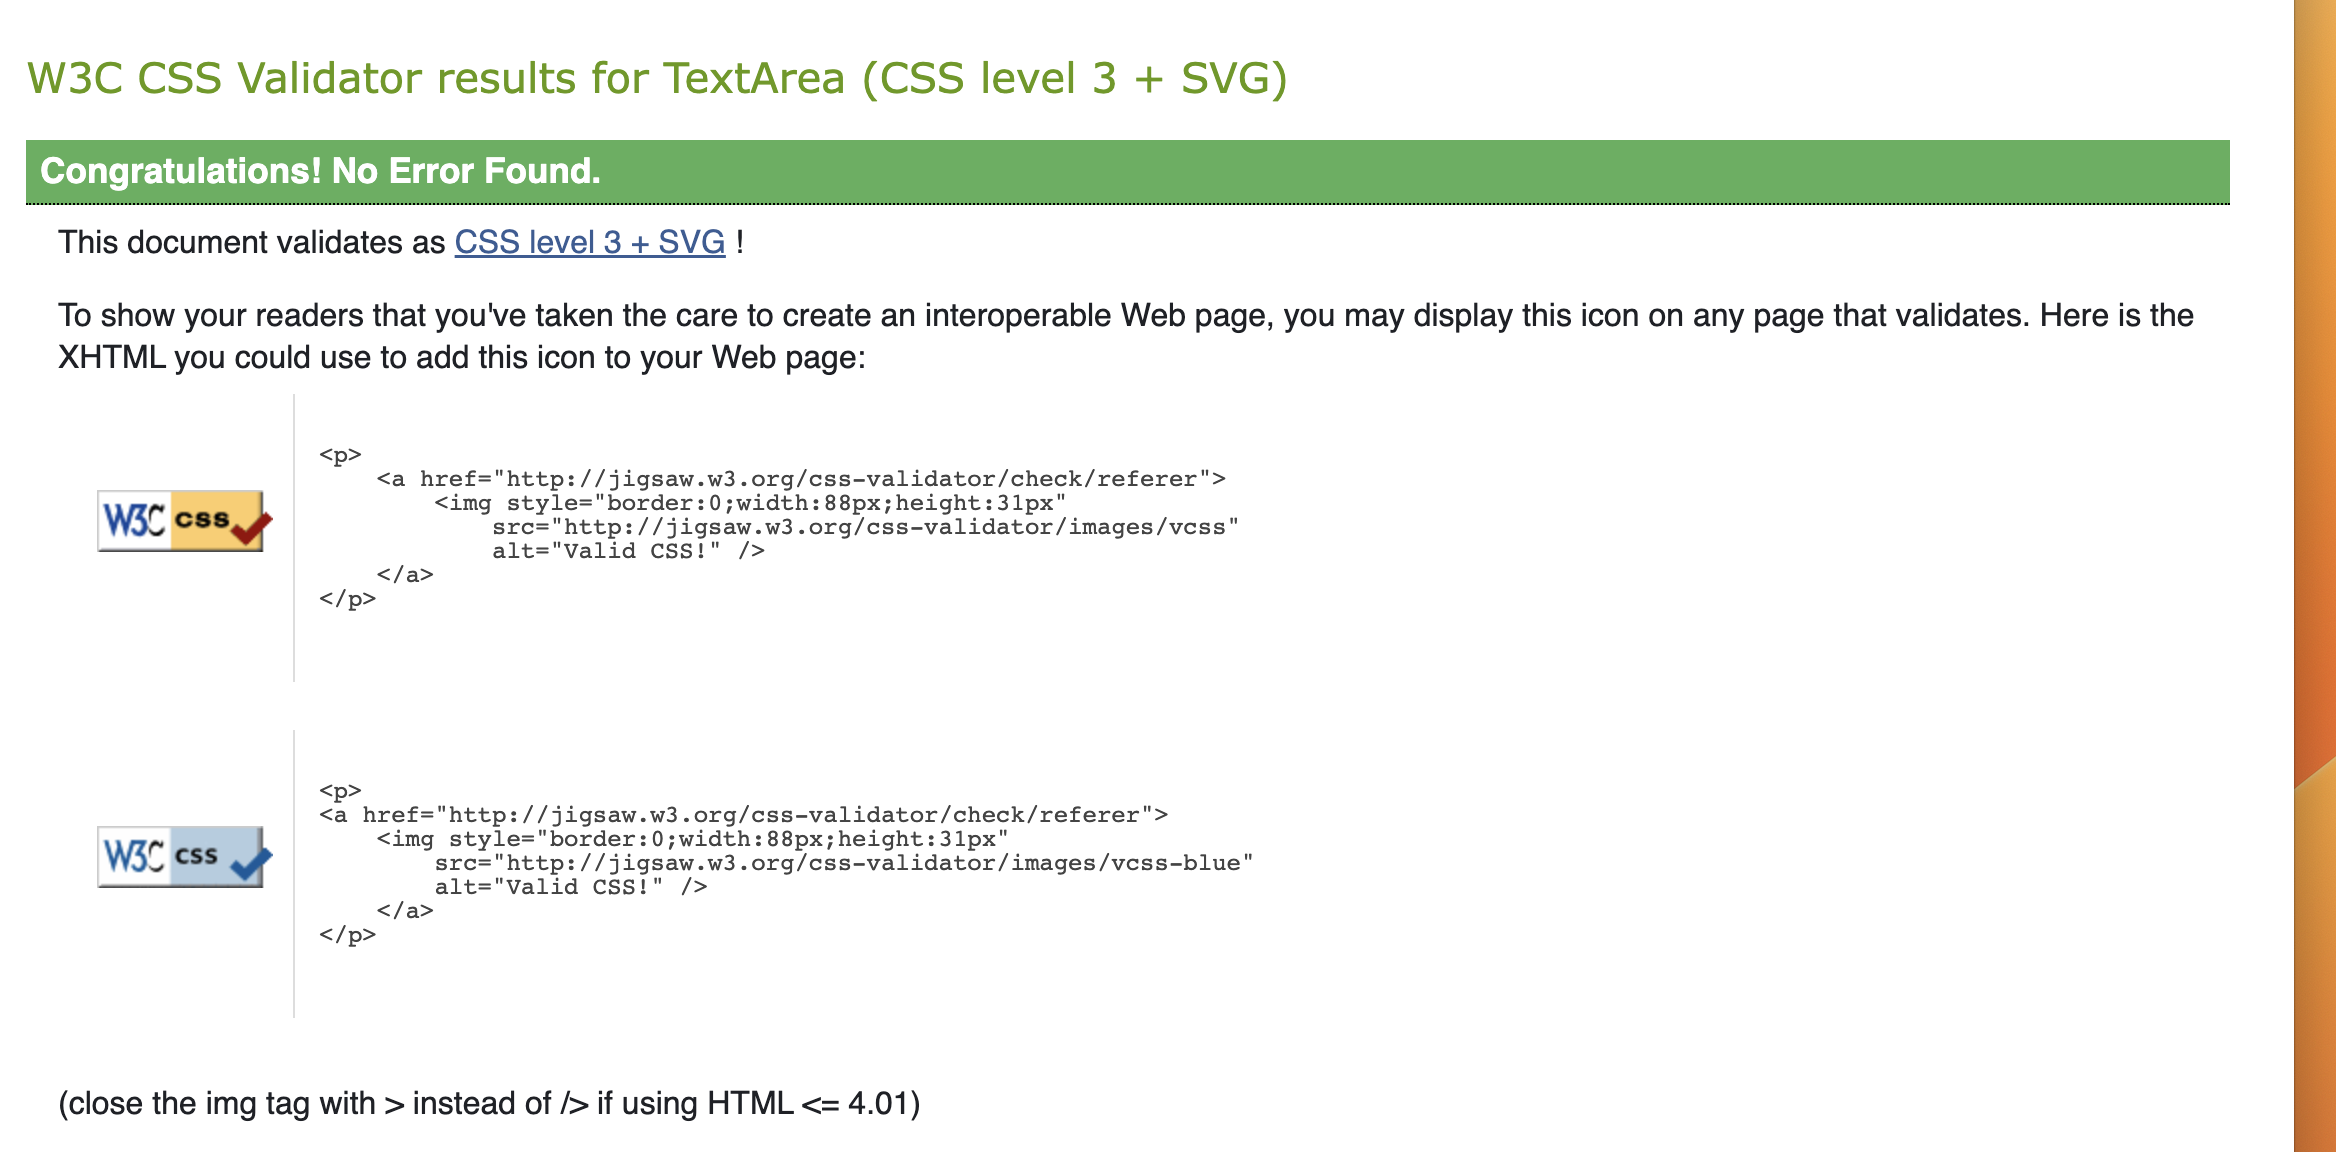 W3C CSS Validator results for TextArea (CSS level 3 + SVG)
Congratulations! No Error Found.
This document validates as CSS level 3 + SVG !
To show your readers that you've taken the care to create an interoperable Web page, you may display this icon on any page that validates. Here is the
XHTML you could use to add this icon to your Web page:
W3C css
<p>
    <a href="http://jigsaw.w3.org/css-validator/check/referer">
        <img style="border:0;width:88px;height:31px"
            src="http://jigsaw.w3.org/css-validator/images/vcss"
            alt="Valid CSS!" />
    </a>
</p>
W3C css
<p>
<a href="http://jigsaw.w3.org/css-validator/check/referer">
    <img style="border:0;width:88px;height:31px"
        src="http://jigsaw.w3.org/css-validator/images/vcss-blue"
        alt="Valid CSS!" />
    </a>
</p>
(close the img tag with > instead of /> if using HTML <= 4.01)